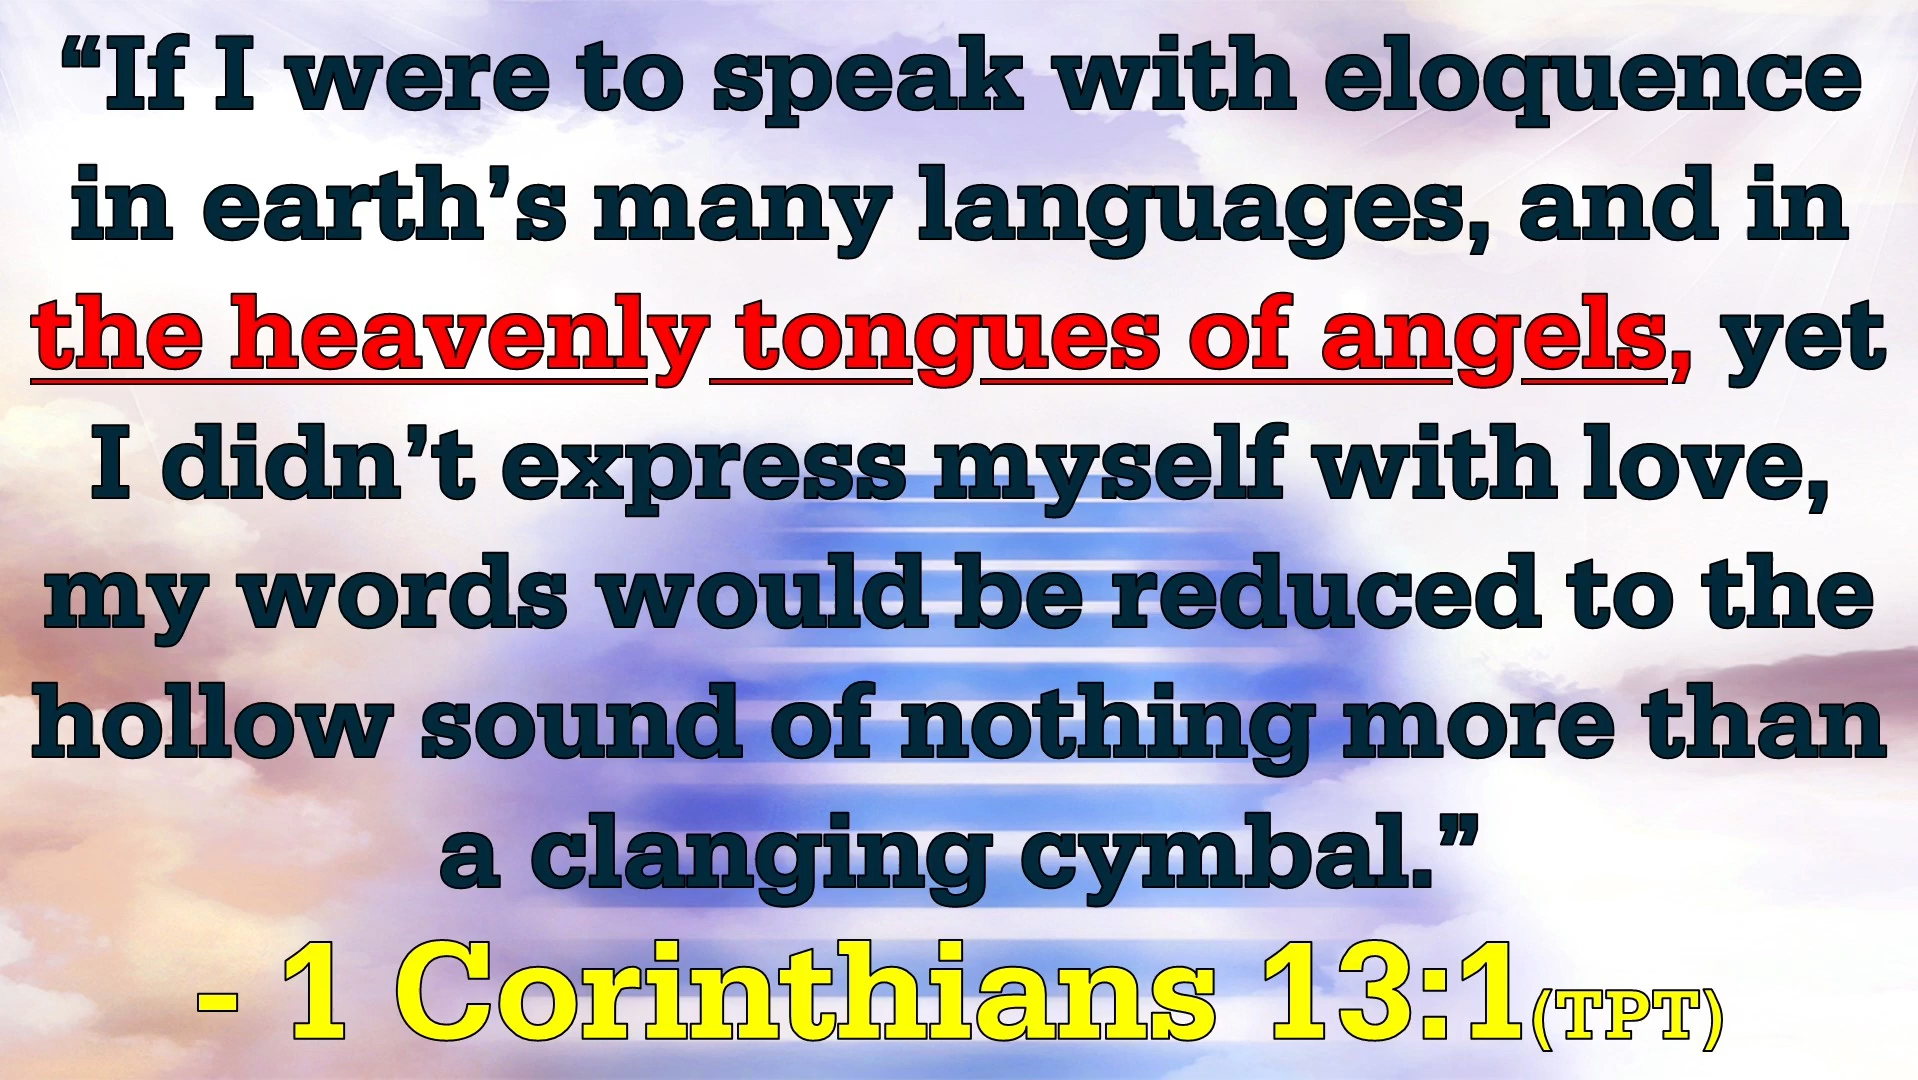 “If I were to speak with eloquence
in earth’s many languages, and in
the heavenly tongues of angels, yet
I didn’t express myself with love,
my words would be reduced to the
hollow sound of nothing more than
a clanging cymbal.”
- 1 Corinthians 13:1(TPT)